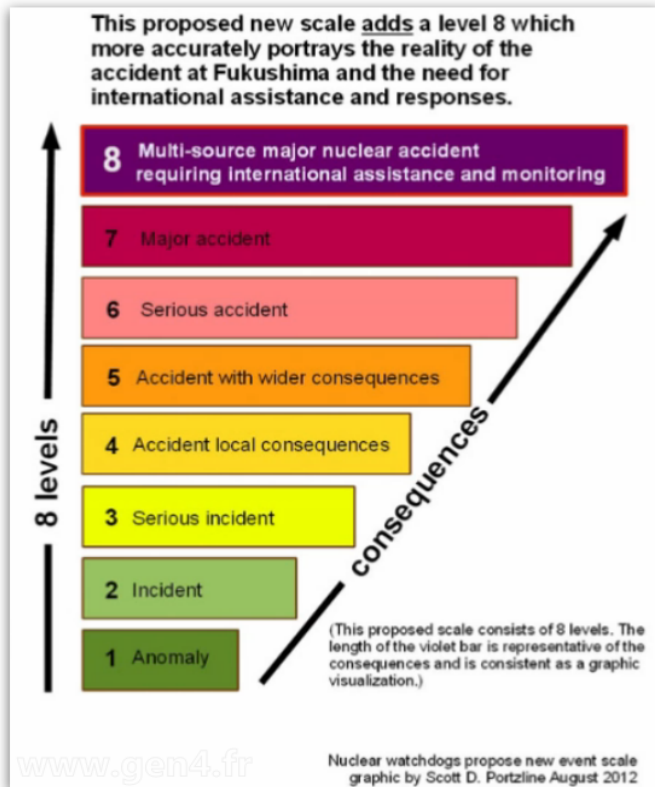 This proposed new scale adds a level 8 which
more accurately portrays the reality of the
accident at Fukushima and the need for
international assistance and responses.
8 Multi-source major nuclear accident
requiring international assistance and monitoring
7 Major accident
6 Serious accident
5 Accident with wider consequences
4 Accident local consequences
3 Serious incident
2 Incident
1 Anomaly
8 levels
consequences
(This proposed scale consists of 8 levels. The
length of the violet bar is representative of the
consequences and is consistent as a graphic
visualization.)
www.gen4.fr
Nuclear watchdogs propose new event scale
graphic by Scott D. Portzline August 2012